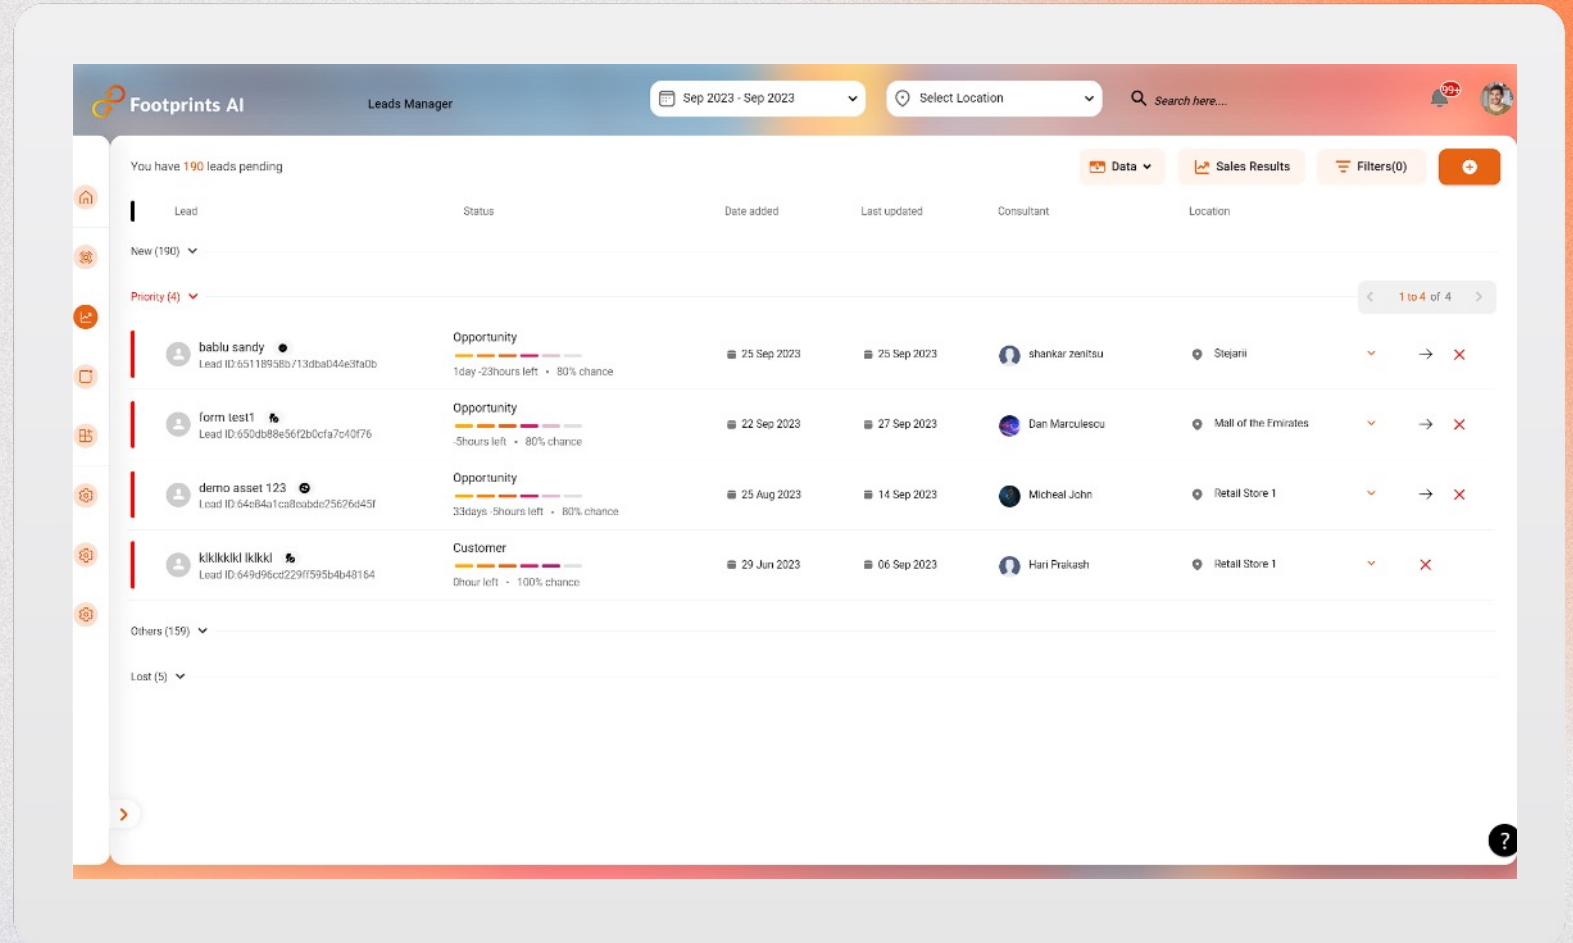 Footprints AI
Leads Manager
Sep 2023 - Sep 2023
Select Location
Search here....
99+
You have 190 leads pending
Data
Sales Results
Filters(0)
Lead Status Date added Last updated Consultant Location
New (190)
Priority (4)
1 to 4 of 4
bablu sandy
Lead ID:65118958b713dba044e3fa0b
Opportunity
1day -23hours left • 80% chance
25 Sep 2023
25 Sep 2023
shankar zenitsu
Stejarii
form test1
Lead ID:650db88e56f2b0cfa7c40f76
Opportunity
-5hours left • 80% chance
22 Sep 2023
27 Sep 2023
Dan Marculescu
Mall of the Emirates
demo asset 123
Lead ID:64e84a1ca8eabde25626d45f
Opportunity
33days -5hours left • 80% chance
25 Aug 2023
14 Sep 2023
Micheal John
Retail Store 1
klklkklkl lklkkl
Lead ID:649d96cd229ff595b4b48164
Customer
0hour left • 100% chance
29 Jun 2023
06 Sep 2023
Hari Prakash
Retail Store 1
Others (159)
Lost (5)
?